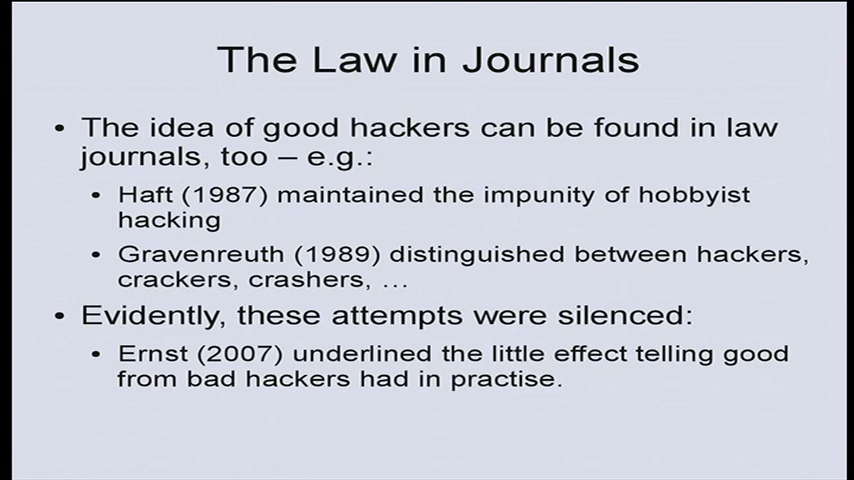 The Law in Journals
• The idea of good hackers can be found in law
journals, too – e.g.:
• Haft (1987) maintained the impunity of hobbyist
hacking
• Gravenreuth (1989) distinguished between hackers,
crackers, crashers, …
• Evidently, these attempts were silenced:
• Ernst (2007) underlined the little effect telling good
from bad hackers had in practise.